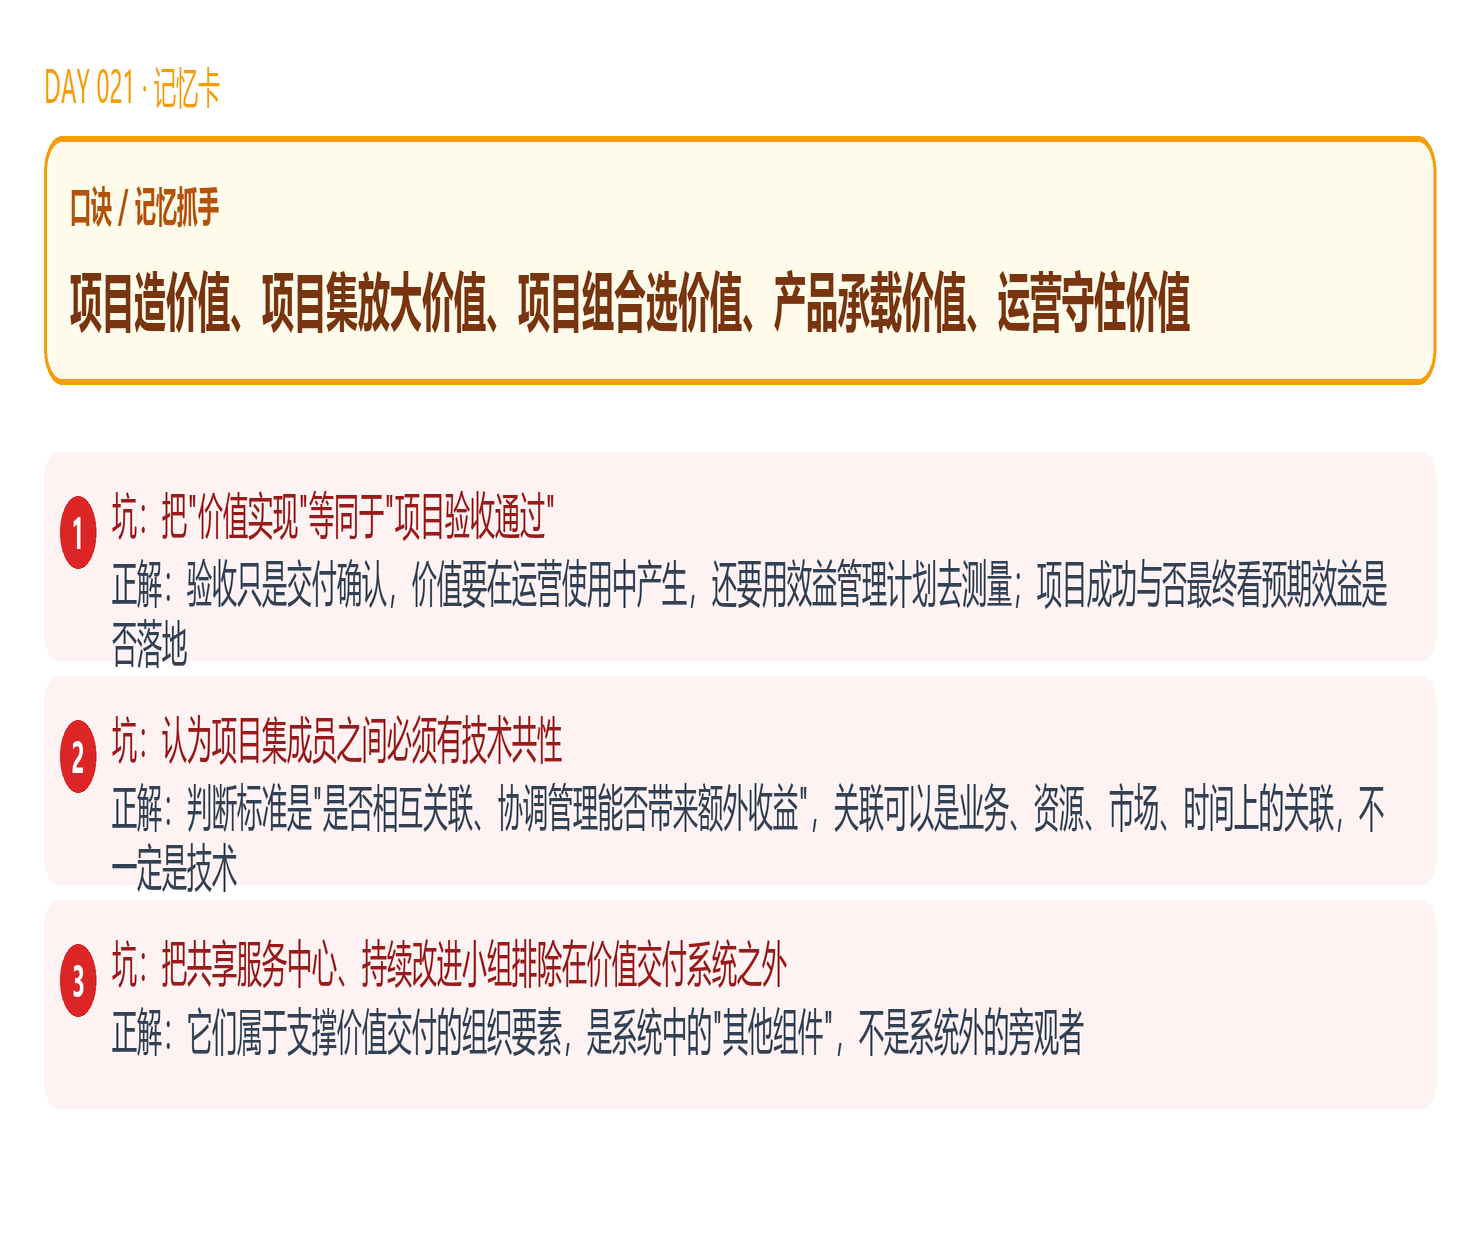 DAY 021 · 记忆卡
口诀 / 记忆抓手
项目造价值、项目集放大价值、项目组合选价值、产品承载价值、运营守住价值
1
坑：把"价值实现"等同于"项目验收通过"
正解：验收只是交付确认，价值要在运营使用中产生，还要用效益管理计划去测量；项目成功与否最终看预期效益是
否落地
2
坑：认为项目集成员之间必须有技术共性
正解：判断标准是"是否相互关联、协调管理能否带来额外收益"，关联可以是业务、资源、市场、时间上的关联，不
一定是技术
3
坑：把共享服务中心、持续改进小组排除在价值交付系统之外
正解：它们属于支撑价值交付的组织要素，是系统中的"其他组件"，不是系统外的旁观者